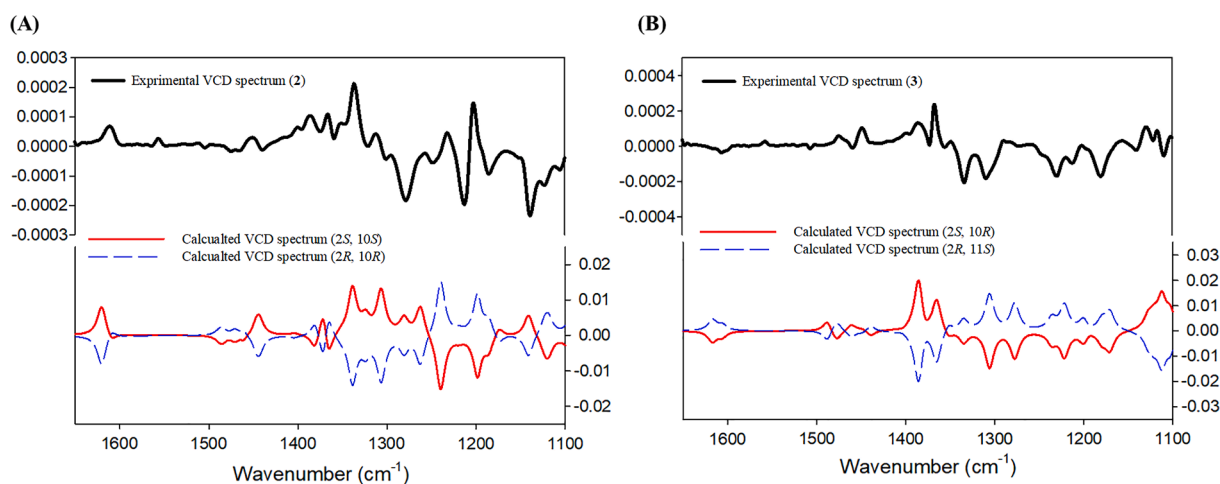 (A)
Exprimental VCD spectrum (2)
0.0003
0.0002
0.0001
0.0000
-0.0001
-0.0002
-0.0003
Calcualted VCD spectrum (2S, 10S)
Calcualted VCD spectrum (2R, 10R)
0.02
0.01
0.00
-0.01
-0.02
1600 1500 1400 1300 1200 1100
Wavenumber (cm⁻¹)
(B)
Experimental VCD spectrum (3)
0.0004
0.0002
0.0000
-0.0002
-0.0004
Calculated VCD spectrum (2S, 10R)
Calculated VCD spectrum (2R, 11S)
0.03
0.02
0.01
0.00
-0.01
-0.02
-0.03
1600 1500 1400 1300 1200 1100
Wavenumber (cm⁻¹)